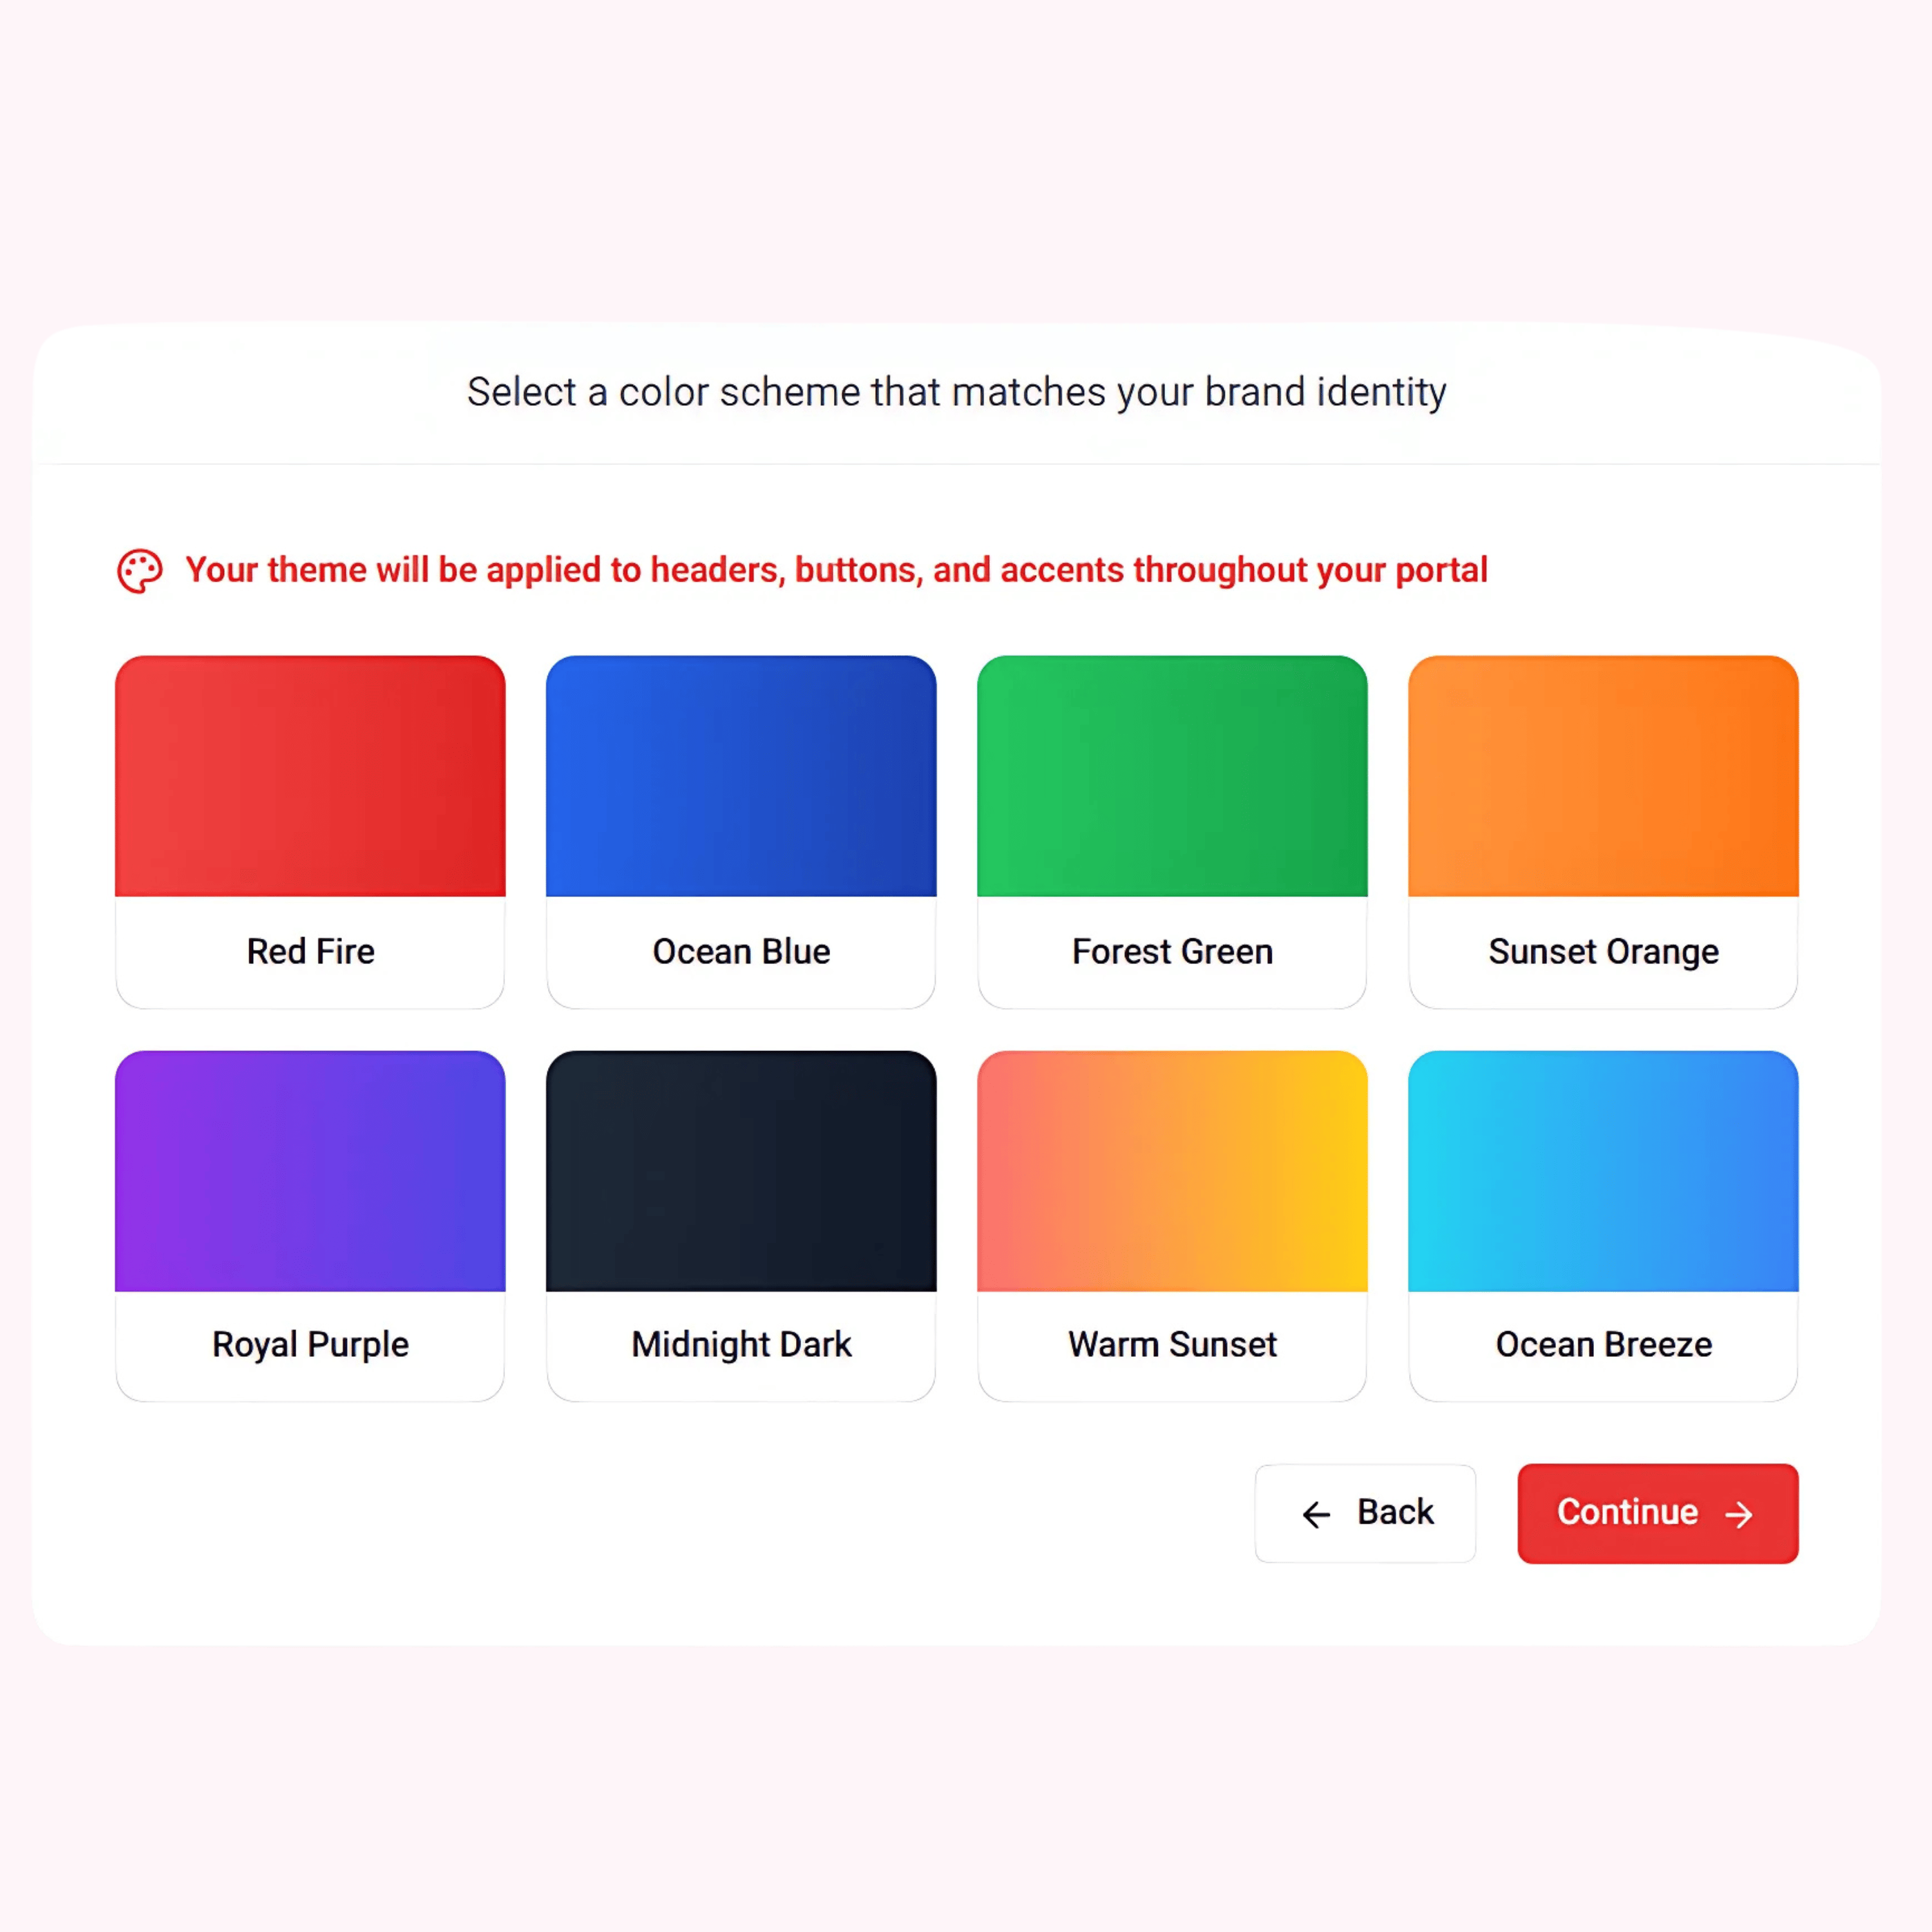 Select a color scheme that matches your brand identity
Your theme will be applied to headers, buttons, and accents throughout your portal
Red Fire
Ocean Blue
Forest Green
Sunset Orange
Royal Purple
Midnight Dark
Warm Sunset
Ocean Breeze
Back
Continue